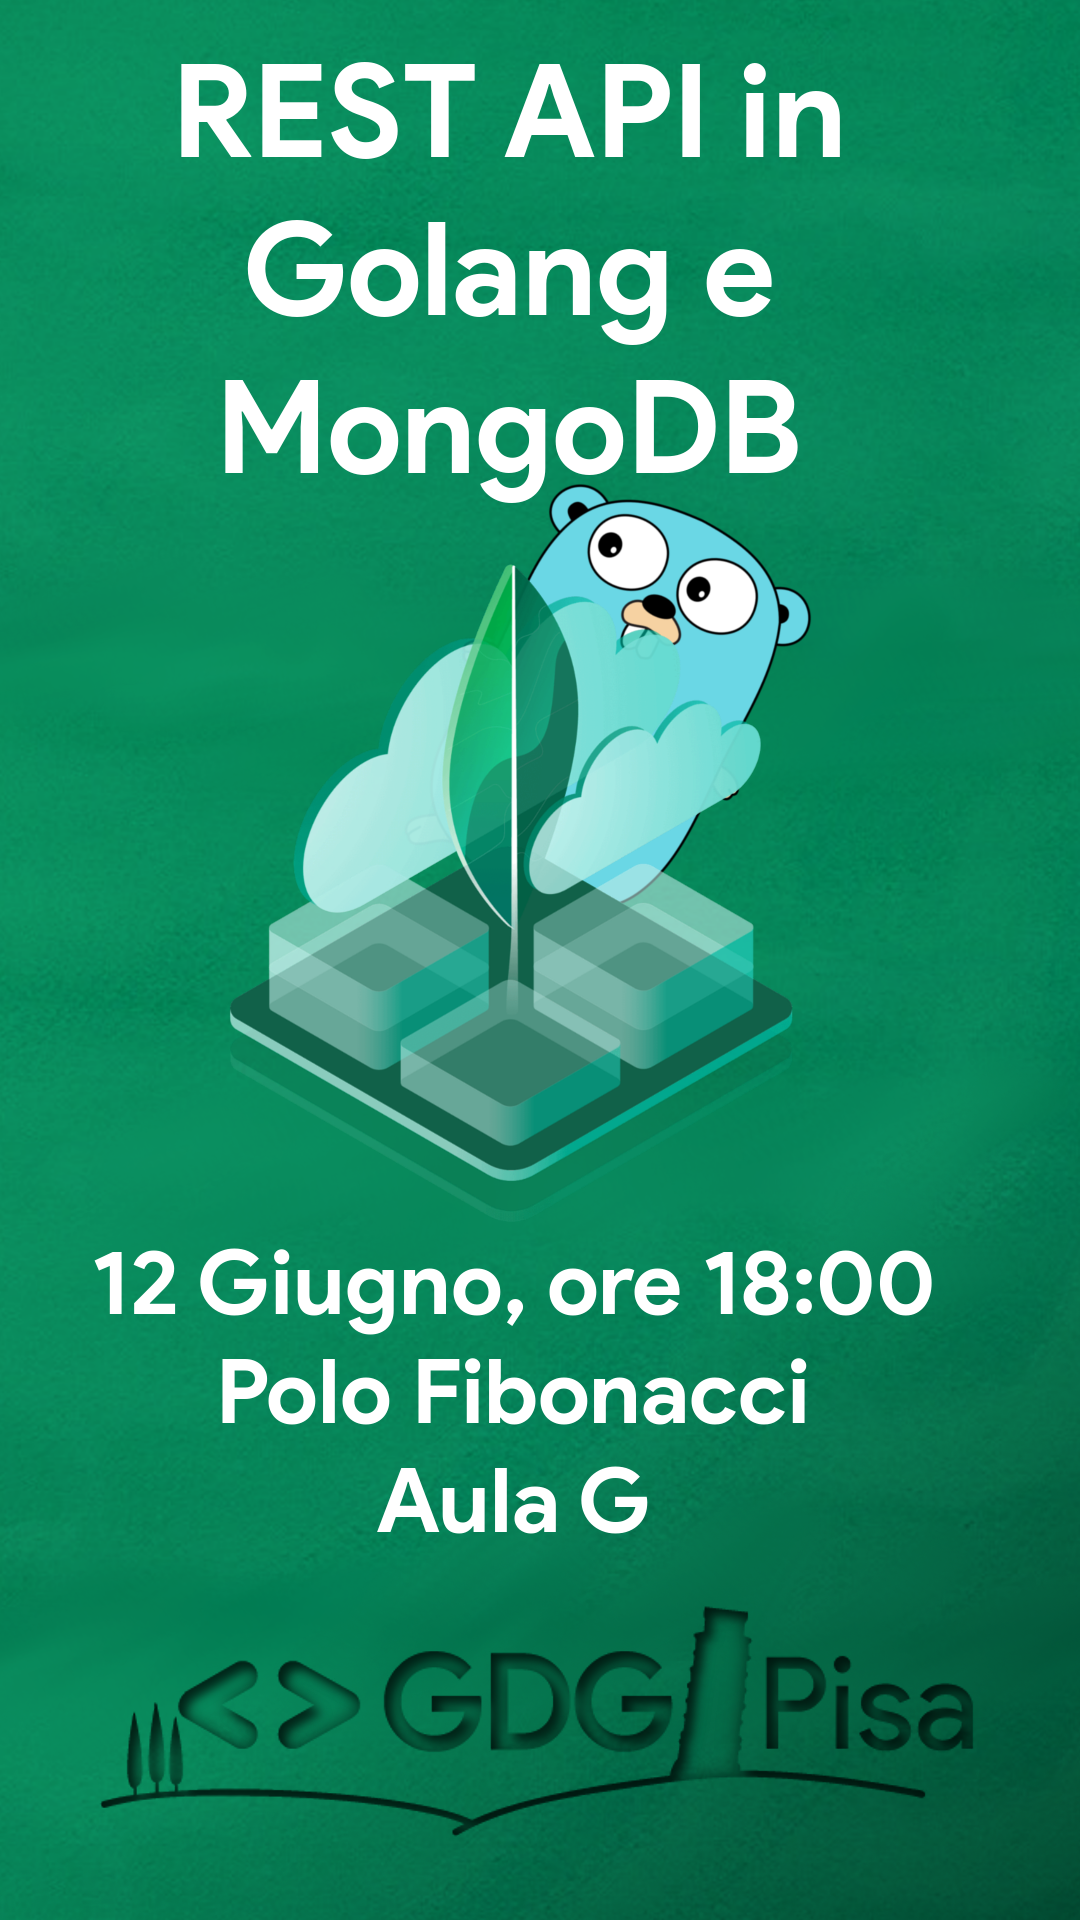 REST API in
Golang e
MongoDB
12 Giugno, ore 18:00
Polo Fibonacci
Aula G
<> GDG Pisa